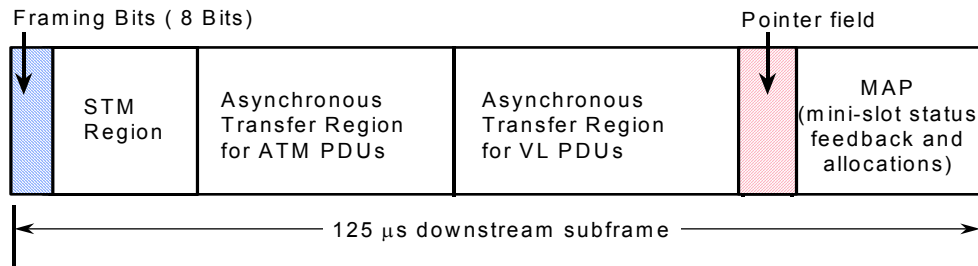 Framing Bits ( 8 Bits)
Pointer field
STM
Region
Asynchronous
Transfer Region
for ATM PDUs
Asynchronous
Transfer Region
for VL PDUs
MAP
(mini-slot status
feedback and
allocations)
125 μs downstream subframe